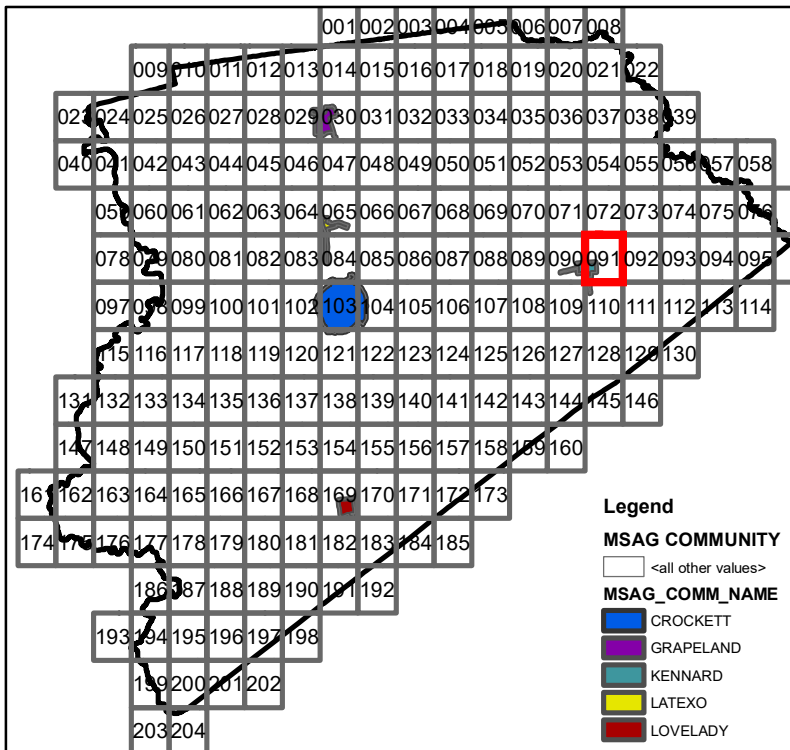 001 002 003 004 005 006 007 008
009 010 011 012 013 014 015 016 017 018 019 020 021 022
023 024 025 026 027 028 029 030 031 032 033 034 035 036 037 038 039
040 041 042 043 044 045 046 047 048 049 050 051 052 053 054 055 056 057 058
059 060 061 062 063 064 065 066 067 068 069 070 071 072 073 074 075 076
078 079 080 081 082 083 084 085 086 087 088 089 090 091 092 093 094 095
097 098 099 100 101 102 103 104 105 106 107 108 109 110 111 112 113 114
115 116 117 118 119 120 121 122 123 124 125 126 127 128 129 130
131 132 133 134 135 136 137 138 139 140 141 142 143 144 145 146
147 148 149 150 151 152 153 154 155 156 157 158 159 160
161 162 163 164 165 166 167 168 169 170 171 172 173
174 175 176 177 178 179 180 181 182 183 184 185
186 187 188 189 190 191 192
193 194 195 196 197 198
199 200 201 202
203 204
Legend
MSAG COMMUNITY
<all other values>
MSAG_COMM_NAME
CROCKETT
GRAPELAND
KENNARD
LATEXO
LOVELADY